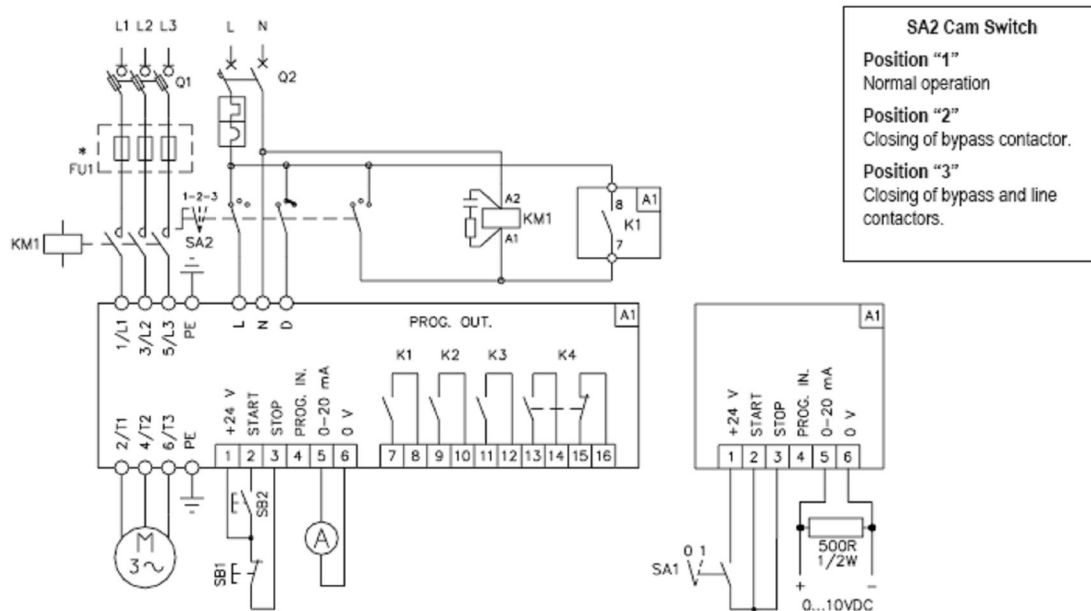 L1 L2 L3
L N
Q1
Q2
*
FU1
1-2-3
SA2
KM1
A2
KM1
A1
8
A1
K1
7
SA2 Cam Switch
Position “1”
Normal operation
Position “2”
Closing of bypass contactor.
Position “3”
Closing of bypass and line
contactors.
1/L1 3/L2 5/L3 PE L N D
PROG. OUT.
A1
K1 K2 K3 K4
2/T1 4/T2 6/T3 PE
+24 V START STOP PROG. IN. 0-20 mA 0 V
1 2 3 4 5 6 7 8 9 10 11 12 13 14 15 16
M
3~
SB2
SB1
A
A1
+24 V START STOP PROG. IN. 0-20 mA 0 V
1 2 3 4 5 6
500R
1/2W
0 1
SA1
+ −
0...10VDC